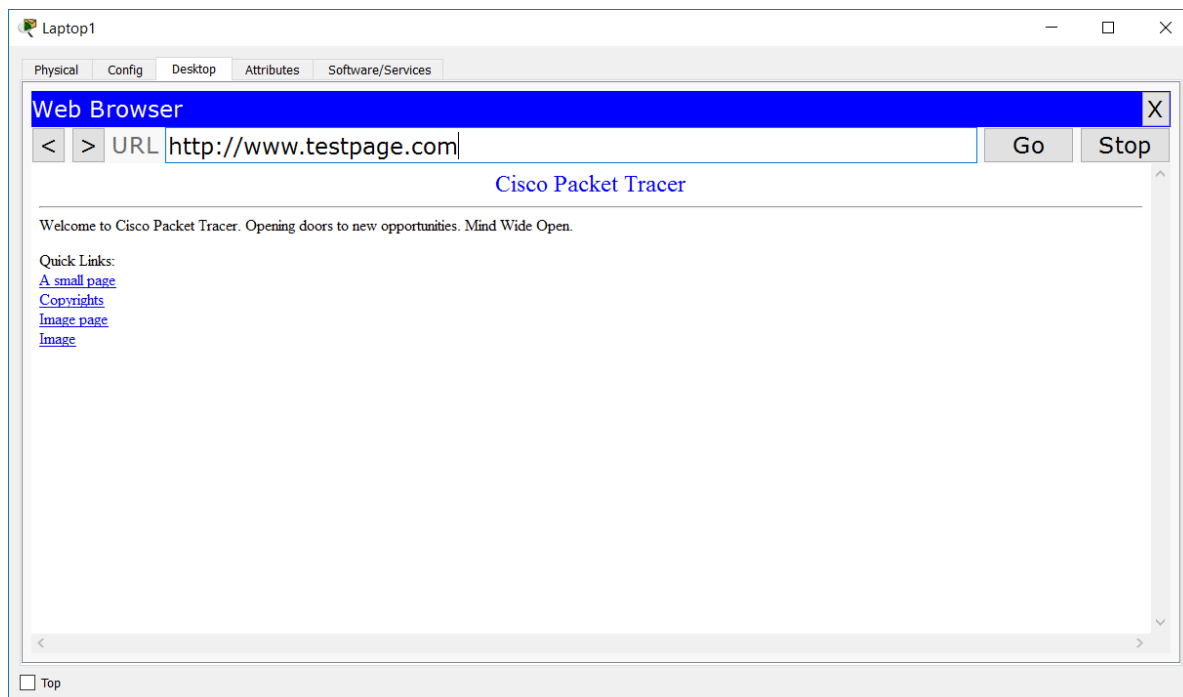 Laptop1
Physical Config Desktop Attributes Software/Services
Web Browser X
< > URL http://www.testpage.com Go Stop
Cisco Packet Tracer
Welcome to Cisco Packet Tracer. Opening doors to new opportunities. Mind Wide Open.
Quick Links:
A small page
Copyrights
Image page
Image
Top